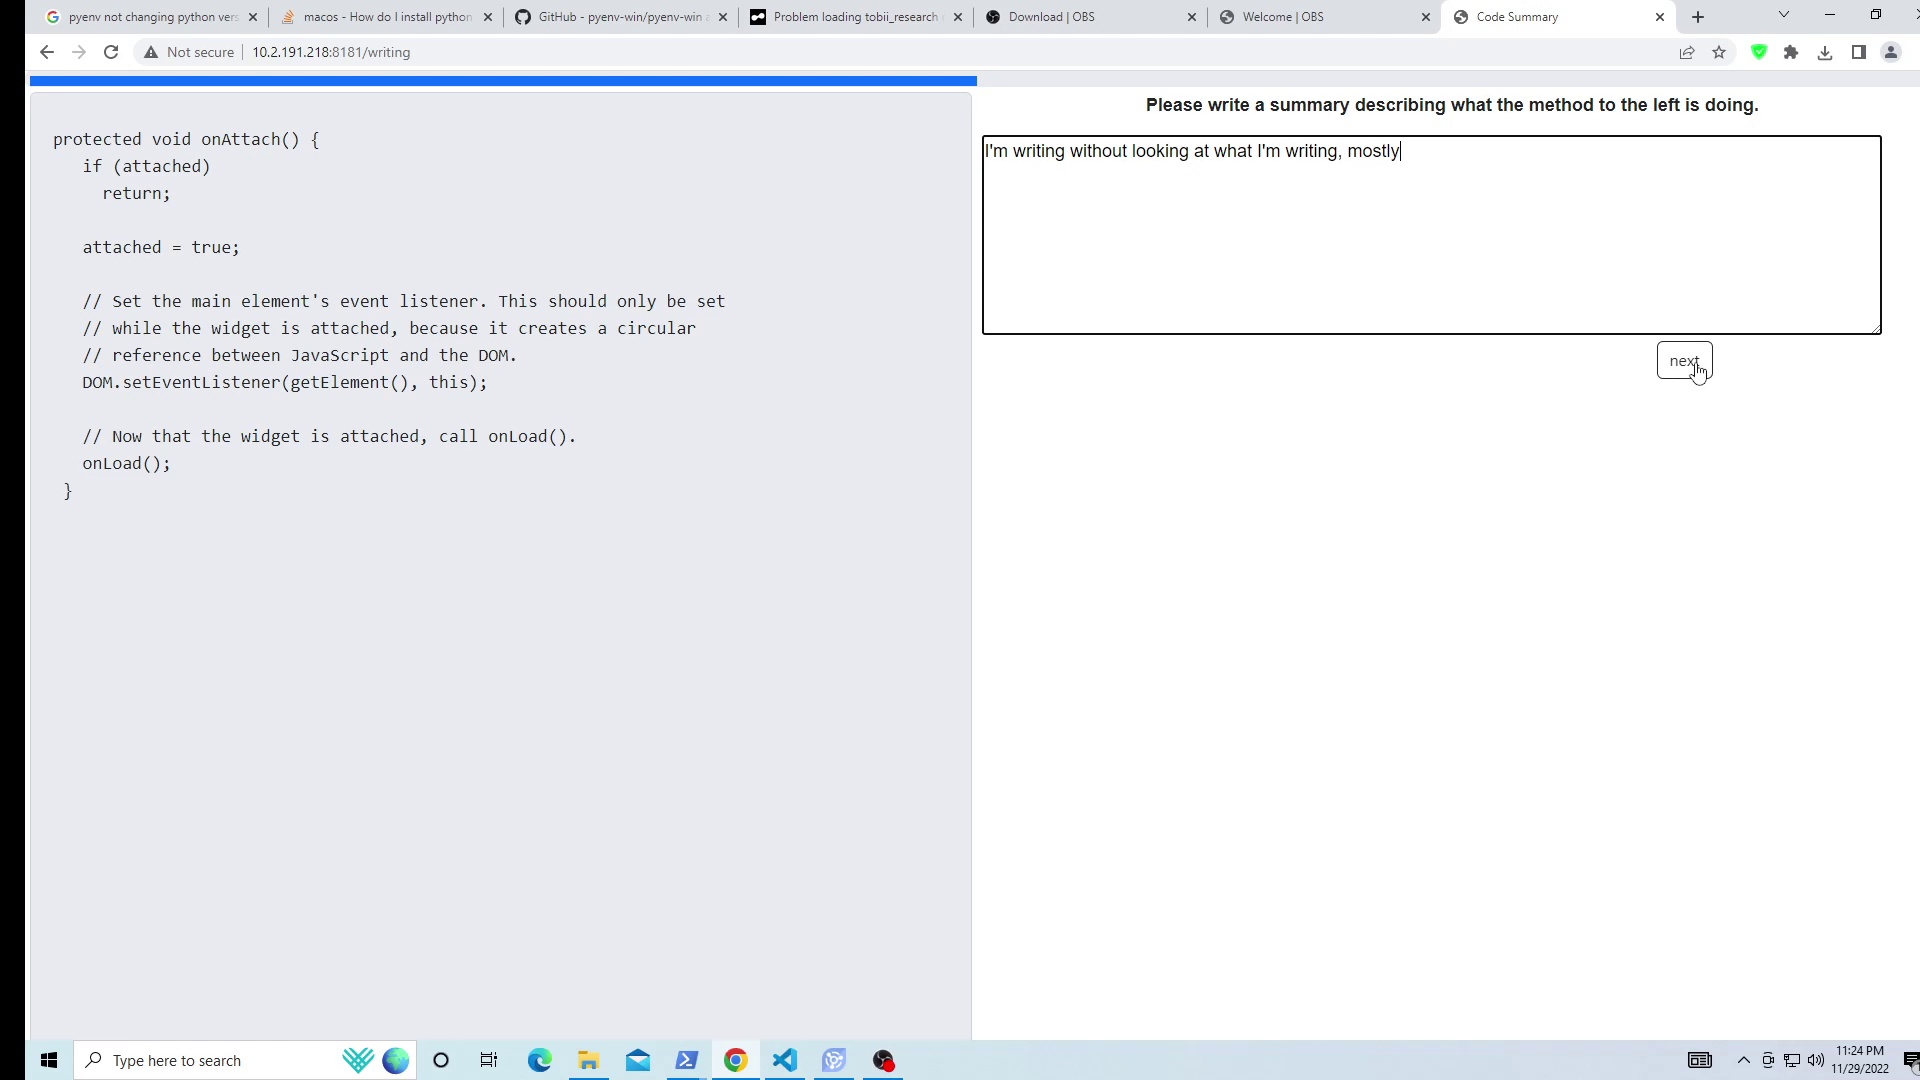 pyenv not changing python vers
macos - How do I install python
GitHub - pyenv-win/pyenv-win a
Problem loading tobii_research
Download | OBS
Welcome | OBS
Code Summary
Not secure
10.2.191.218:8181/writing
Please write a summary describing what the method to the left is doing.
protected void onAttach() {
if (attached)
return;
attached = true;
// Set the main element's event listener. This should only be set
// while the widget is attached, because it creates a circular
// reference between JavaScript and the DOM.
DOM.setEventListener(getElement(), this);
// Now that the widget is attached, call onLoad().
onLoad();
}
I'm writing without looking at what I'm writing, mostly
next
Type here to search
11:24 PM
11/29/2022